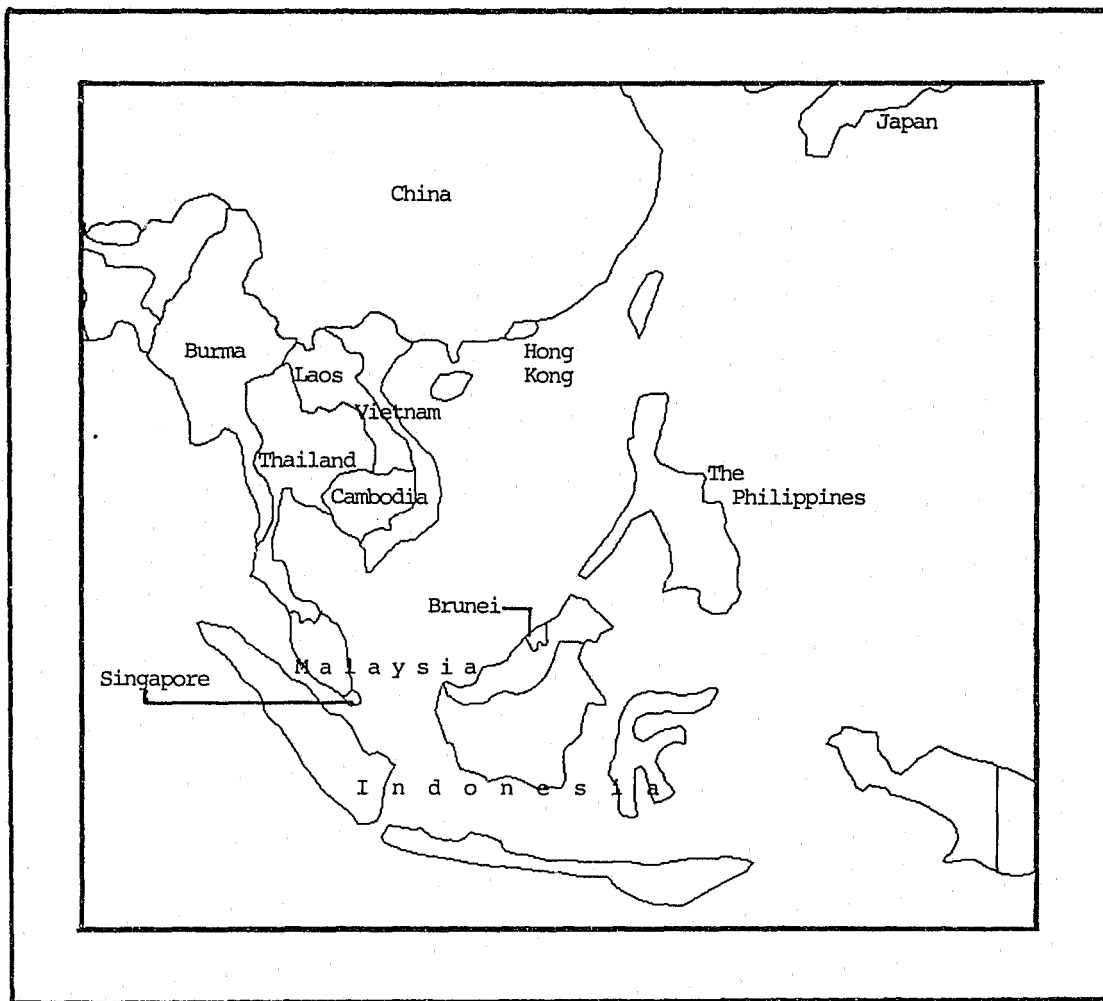 Japan
China
Burma
Hong
Kong
Laos
Vietnam
Thailand
The
Philippines
Cambodia
Brunei
Malaysia
Singapore
Indonesia